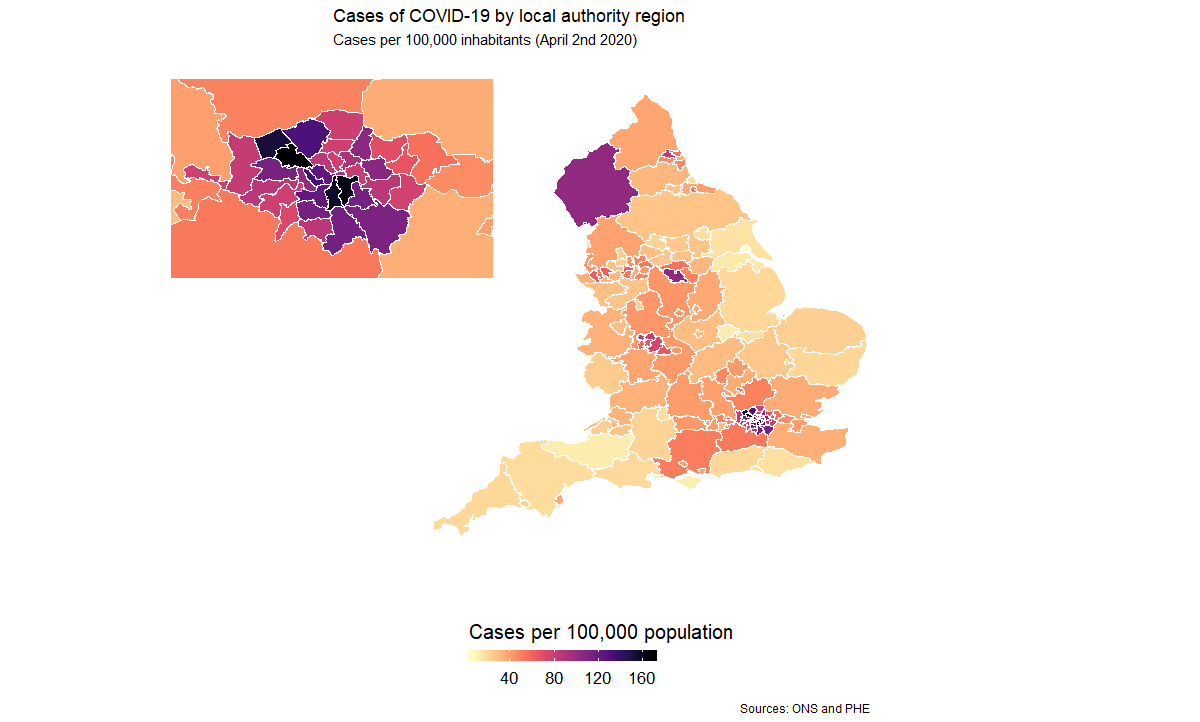 Cases of COVID-19 by local authority region
Cases per 100,000 inhabitants (April 2nd 2020)
Cases per 100,000 population
40 80 120 160
Sources: ONS and PHE